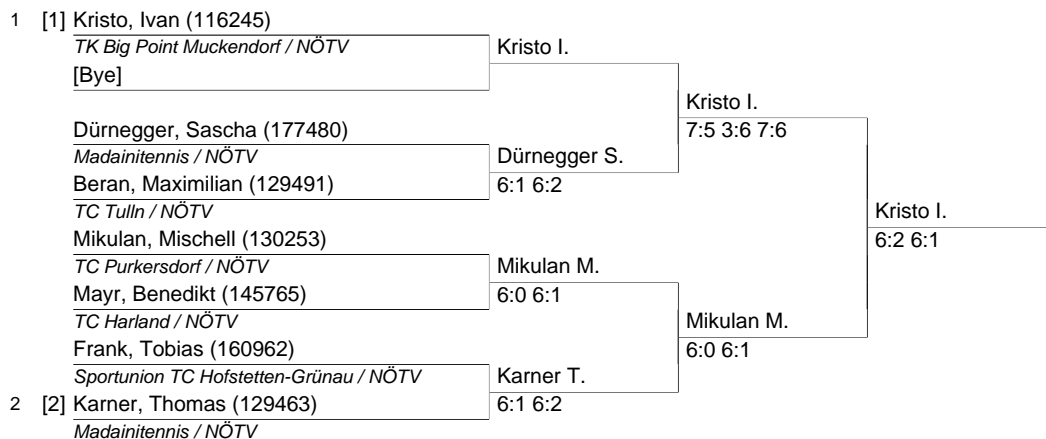 1 [1] Kristo, Ivan (116245)
TK Big Point Muckendorf / NÖTV Kristo I.
[Bye]
Kristo I.
Dürnegger, Sascha (177480) 7:5 3:6 7:6
Madainitennis / NÖTV Dürnegger S.
Beran, Maximilian (129491) 6:1 6:2
TC Tulln / NÖTV Kristo I.
Mikulan, Mischell (130253) 6:2 6:1
TC Purkersdorf / NÖTV Mikulan M.
Mayr, Benedikt (145765) 6:0 6:1
TC Harland / NÖTV Mikulan M.
Frank, Tobias (160962) 6:0 6:1
Sportunion TC Hofstetten-Grünau / NÖTV Karner T.
2 [2] Karner, Thomas (129463) 6:1 6:2
Madainitennis / NÖTV